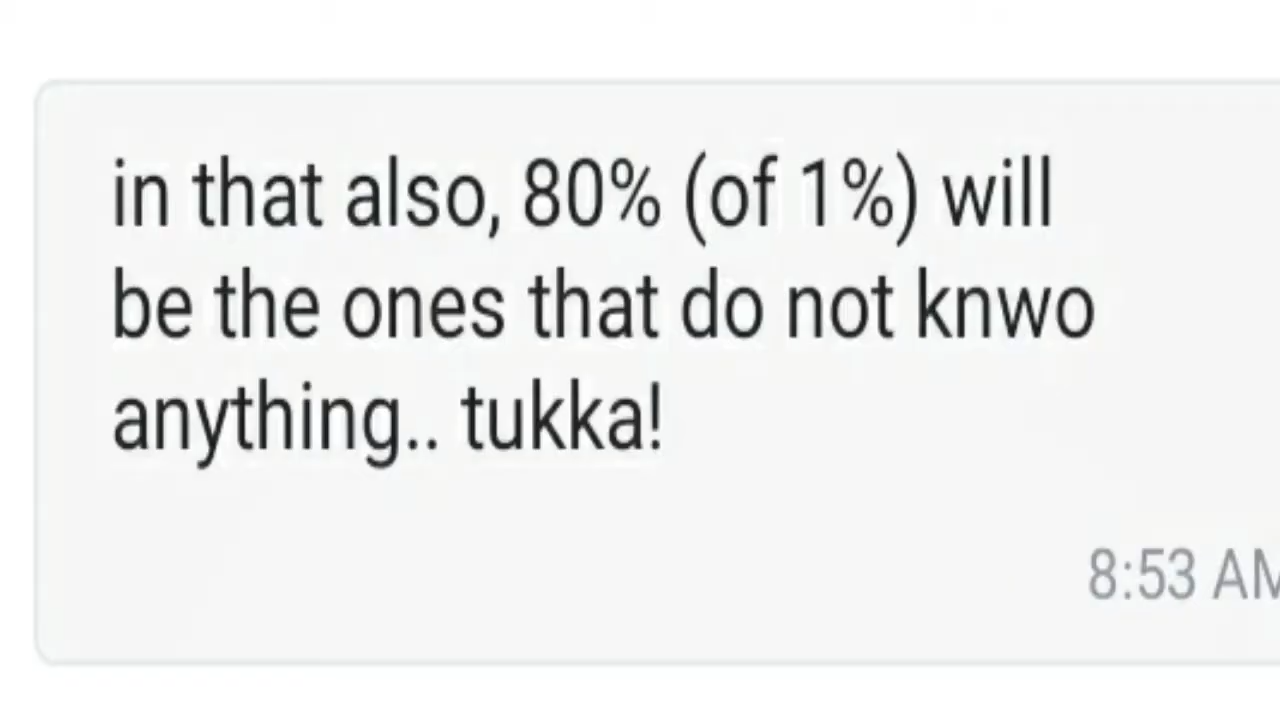 in that also, 80% (of 1%) will
be the ones that do not knwo
anything.. tukka!
8:53 AM